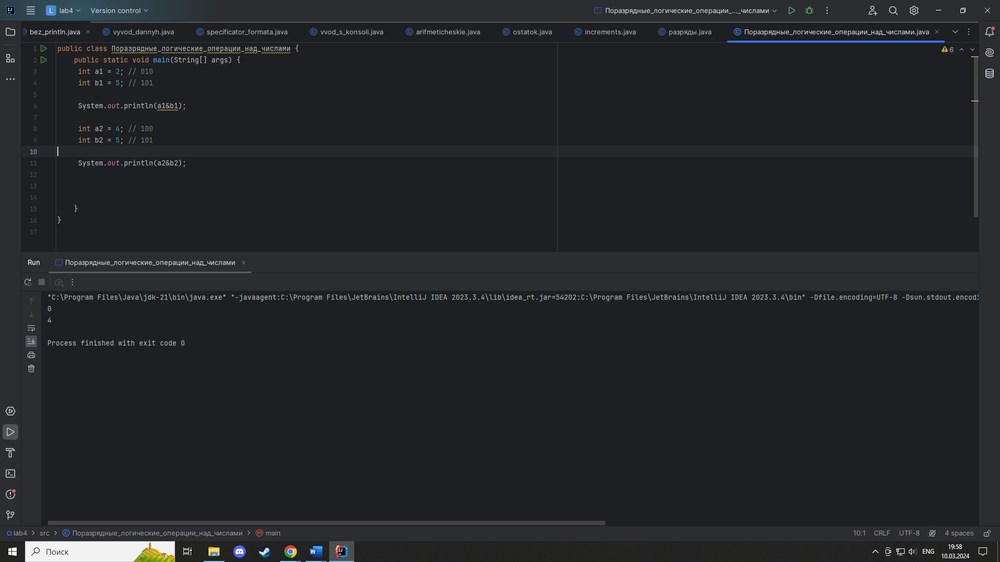 L lab4 Version control Поразрядные_логические_операции_..._числами
bez_println.java vyvod_dannyh.java specificator_formata.java vvod_s_konsoli.java arifmeticheskie.java ostatok.java increments.java разряды.java Поразрядные_логические_операции_над_числами.java
1 public class Поразрядные_логические_операции_над_числами {
6
2 public static void main(String[] args) {
3 int a1 = 2; // 010
4 int b1 = 5; // 101
5
6 System.out.println(a1&b1);
7
8 int a2 = 4; // 100
9 int b2 = 5; // 101
10
11 System.out.println(a2&b2);
12
13
14
15 }
16 }
17
Run Поразрядные_логические_операции_над_числами
"C:\Program Files\Java\jdk-21\bin\java.exe" "-javaagent:C:\Program Files\JetBrains\IntelliJ IDEA 2023.3.4\lib\idea_rt.jar=54202:C:\Program Files\JetBrains\IntelliJ IDEA 2023.3.4\bin" -Dfile.encoding=UTF-8 -Dsun.stdout.encodi
0
4
Process finished with exit code 0
lab4 > src > Поразрядные_логические_операции_над_числами > main 10:1 CRLF UTF-8 4 spaces
Поиск
ENG
19:58
10.03.2024